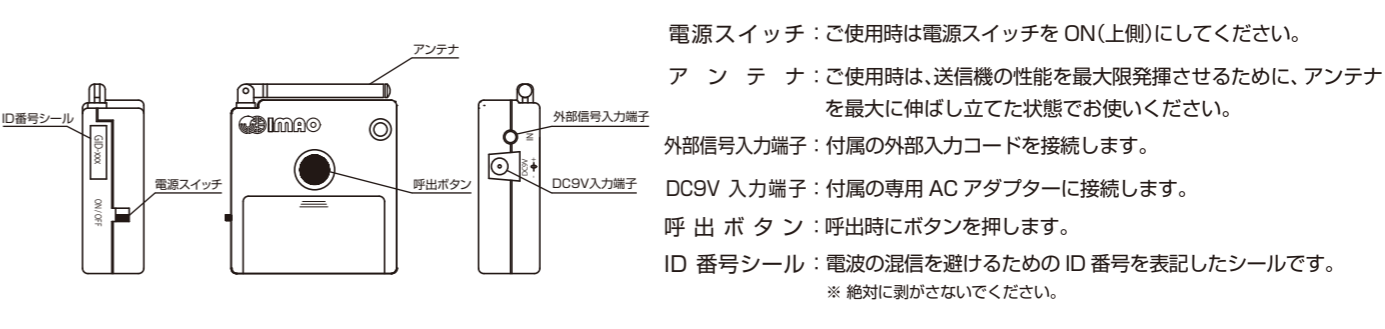 アンテナ
ID番号シール
GID-XXX
電源スイッチ
ON/OFF
IMAO
呼出ボタン
外部信号入力端子
IN
DC9V入力端子
DC9V
電源スイッチ：ご使用時は電源スイッチを ON（上側）にしてください。
アンテナ：ご使用時は、送信機の性能を最大限発揮させるために、アンテナ
を最大に伸ばし立てた状態でお使いください。
外部信号入力端子：付属の外部入力コードを接続します。
DC9V 入力端子：付属の専用 AC アダプターに接続します。
呼出ボタン：呼出時にボタンを押します。
ID 番号シール：電波の混信を避けるための ID 番号を表記したシールです。
※ 絶対に剥がさないでください。